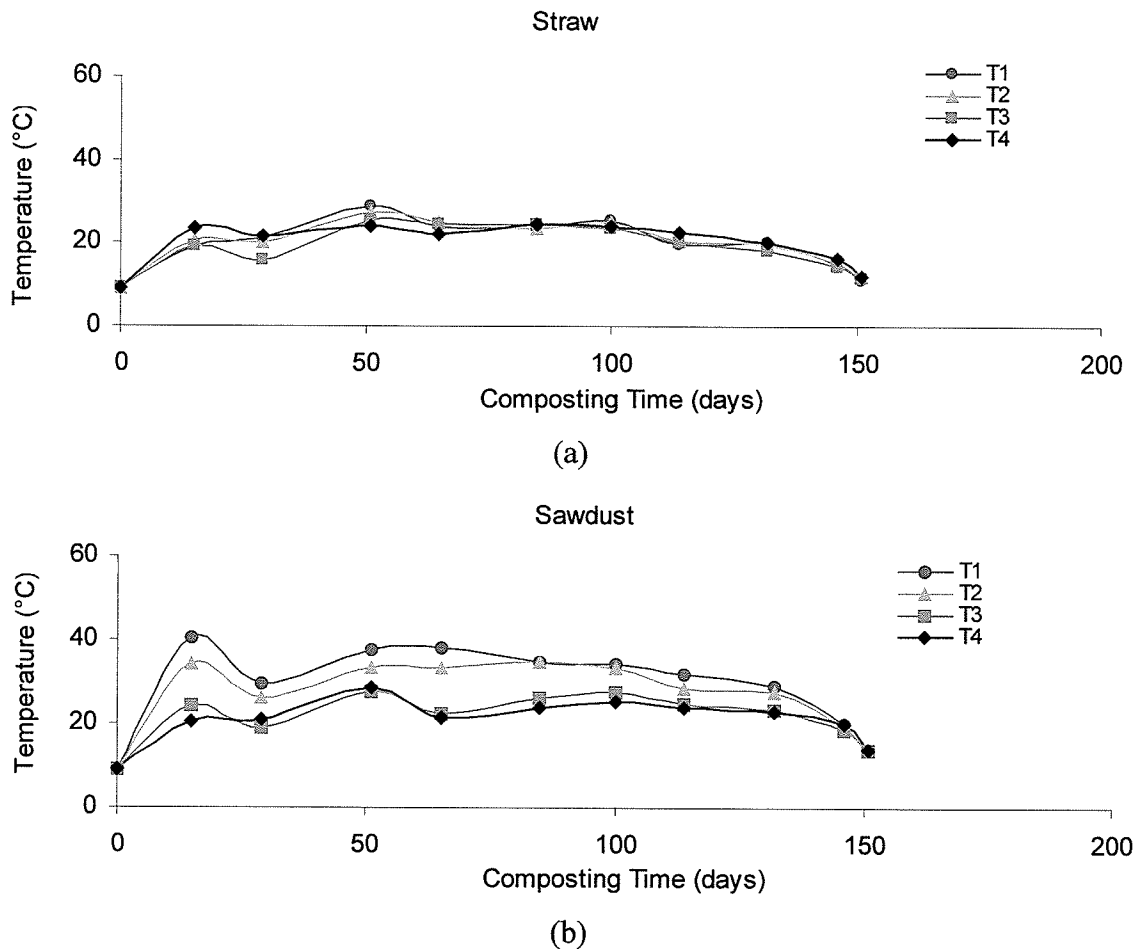 Straw
60
40
20
0
Temperature (°C)
T1
T2
T3
T4
0 50 100 150 200
Composting Time (days)
(a)
Sawdust
60
40
20
0
Temperature (°C)
T1
T2
T3
T4
0 50 100 150 200
Composting Time (days)
(b)